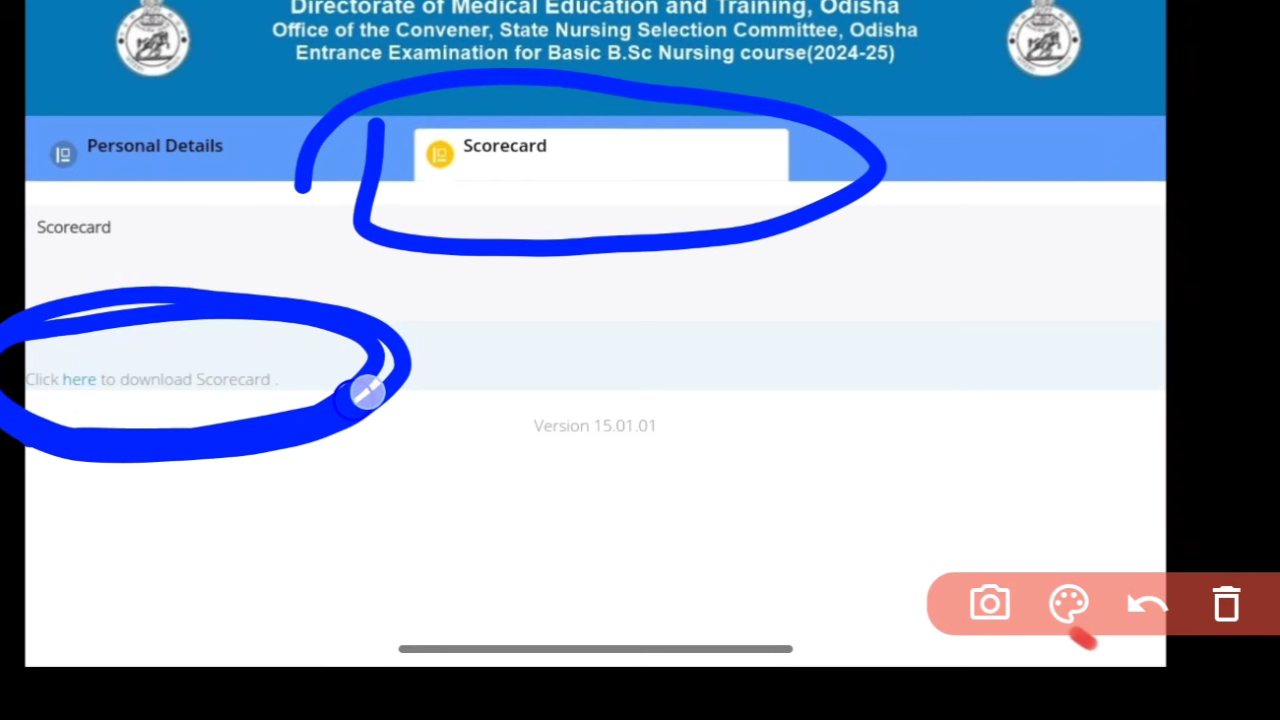 Directorate of Medical Education and Training, Odisha
Office of the Convener, State Nursing Selection Committee, Odisha
Entrance Examination for Basic B.Sc Nursing course(2024-25)
Personal Details
Scorecard
Scorecard
Click here to download Scorecard .
Version 15.01.01